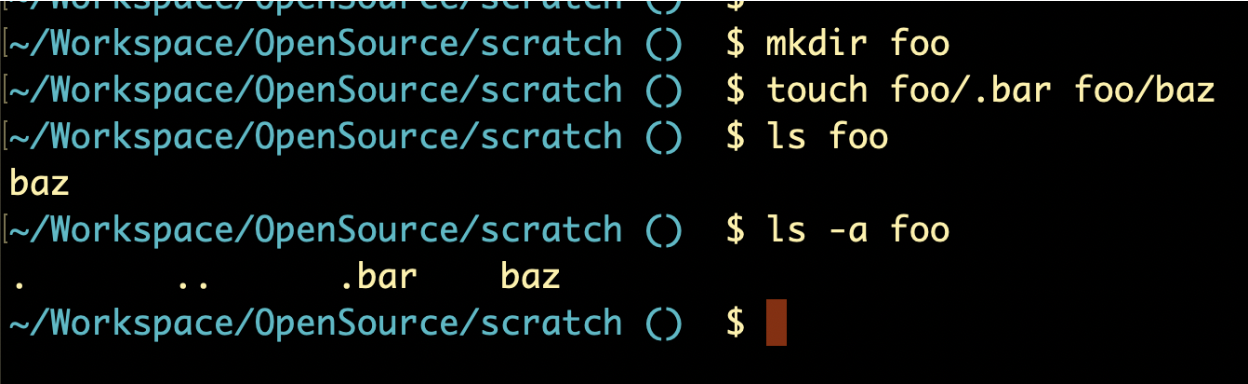 ~/Workspace/OpenSource/scratch ()  $
~/Workspace/OpenSource/scratch ()  $ mkdir foo
~/Workspace/OpenSource/scratch ()  $ touch foo/.bar foo/baz
~/Workspace/OpenSource/scratch ()  $ ls foo
baz
~/Workspace/OpenSource/scratch ()  $ ls -a foo
.       ..      .bar    baz
~/Workspace/OpenSource/scratch ()  $